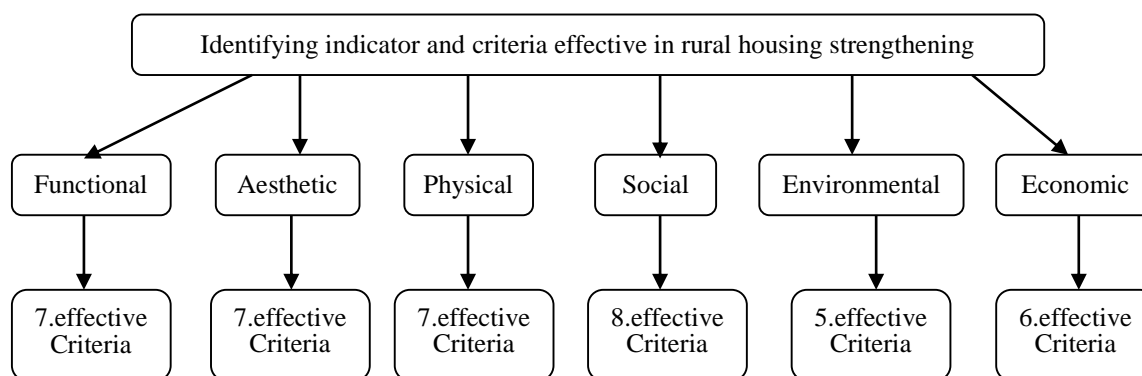 Identifying indicator and criteria effective in rural housing strengthening
Functional
Aesthetic
Physical
Social
Environmental
Economic
7.effective
Criteria
7.effective
Criteria
7.effective
Criteria
8.effective
Criteria
5.effective
Criteria
6.effective
Criteria